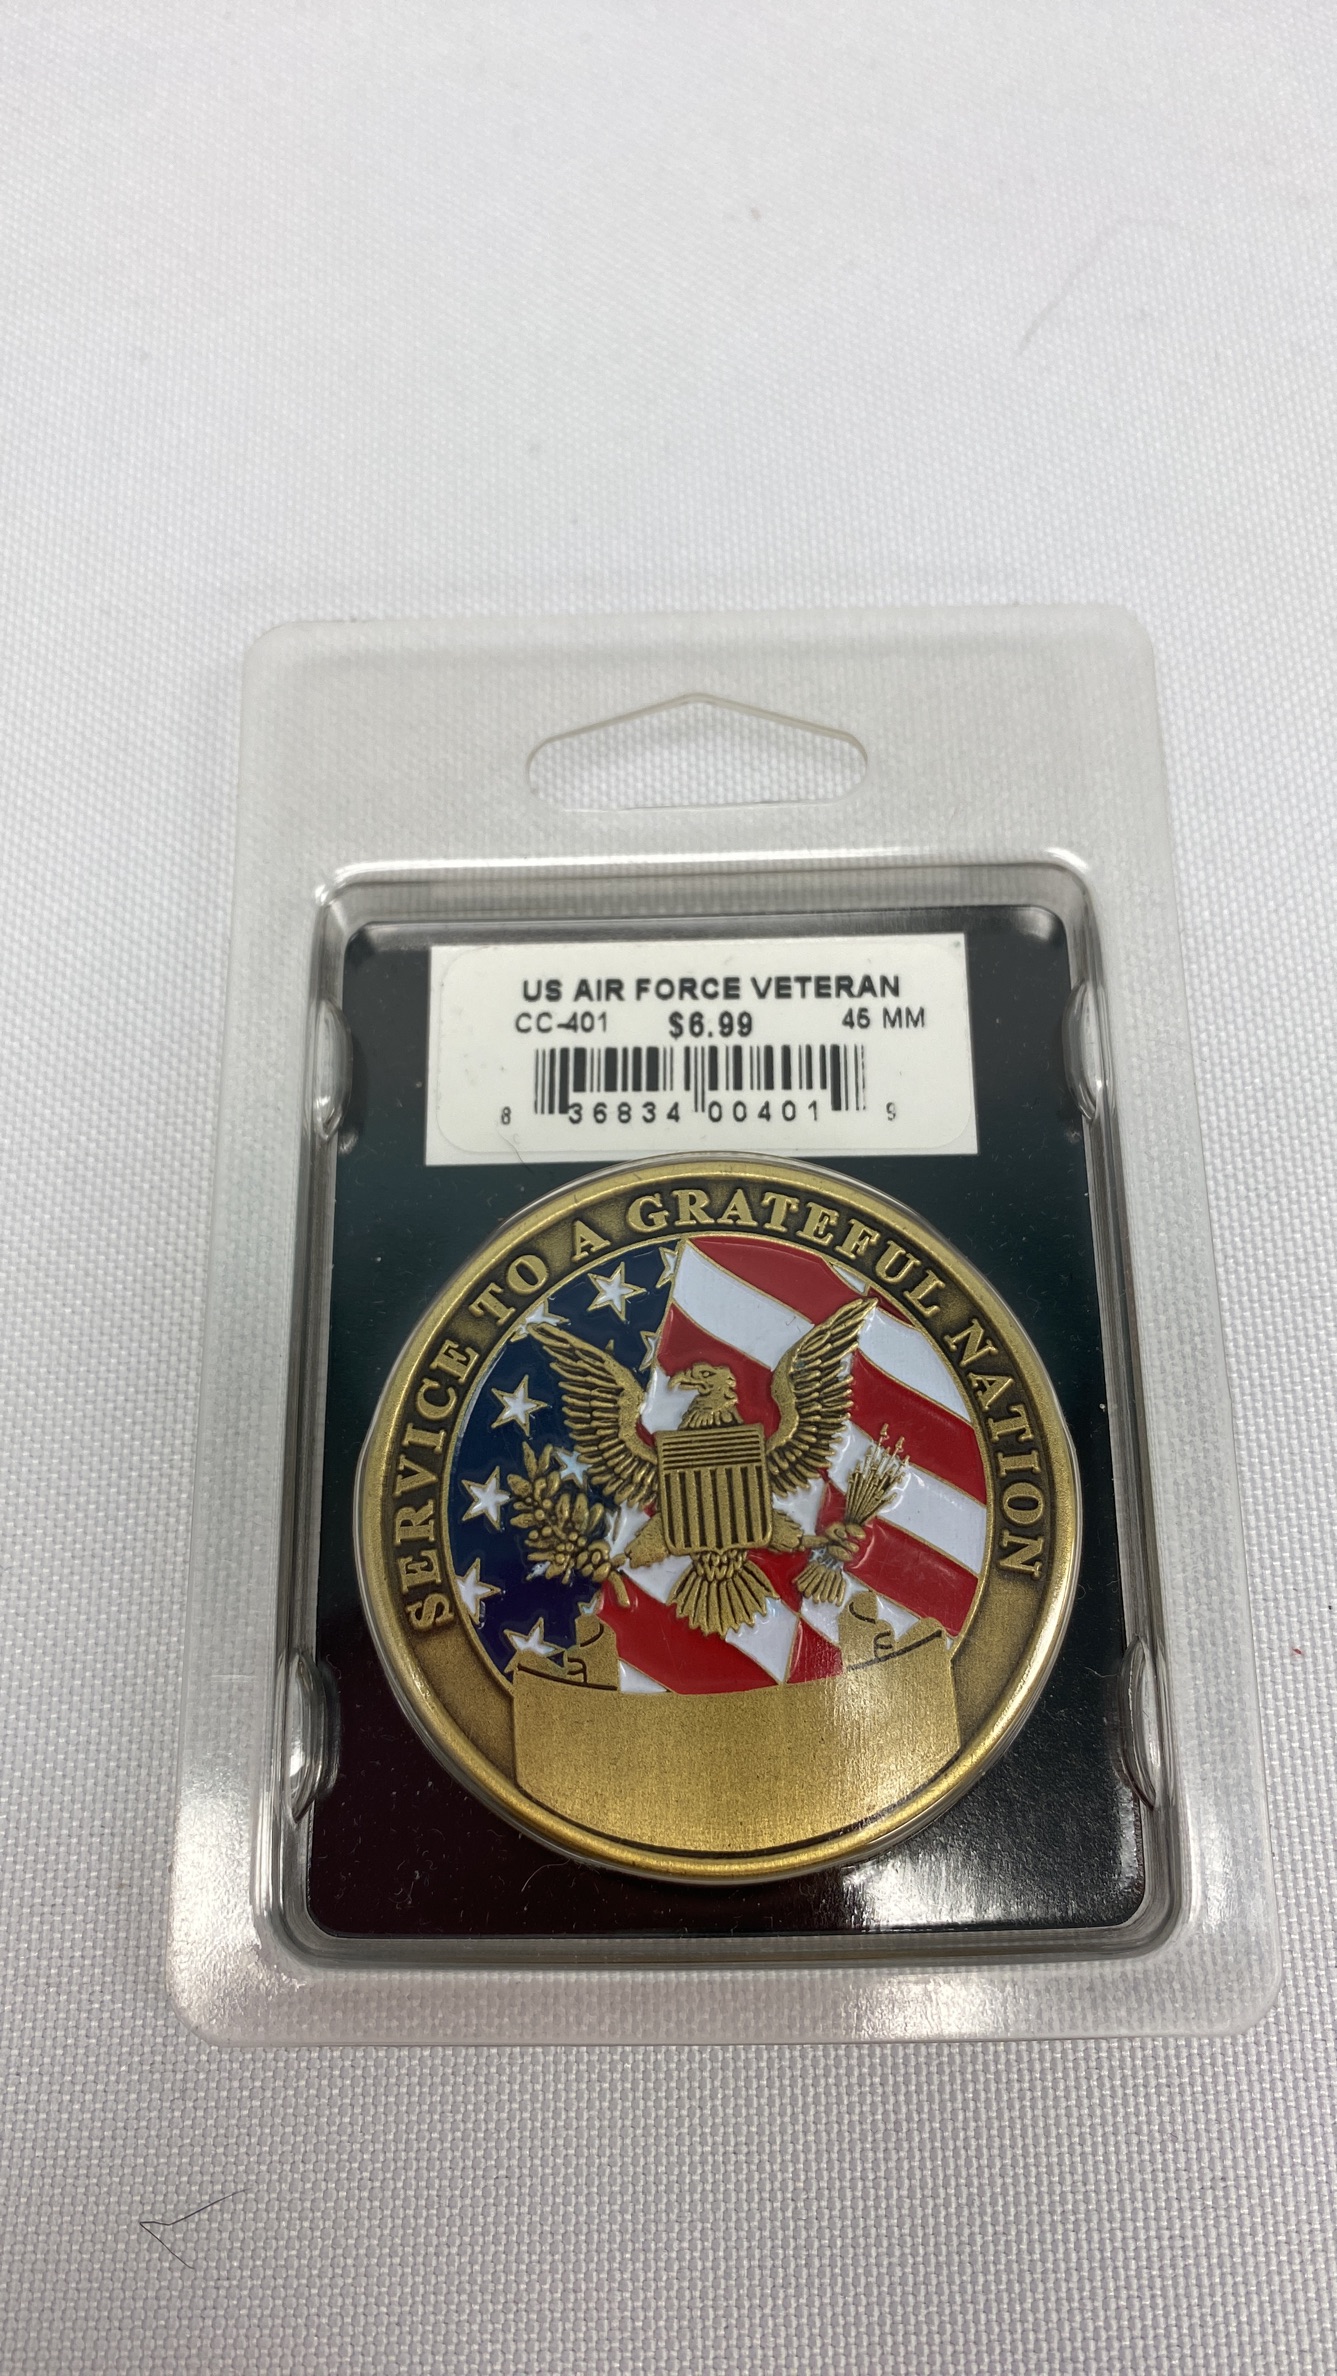 US AIR FORCE VETERAN
CC-401 $6.99 45 MM
8 36834 00401 9
SERVICE TO A GRATEFUL NATION